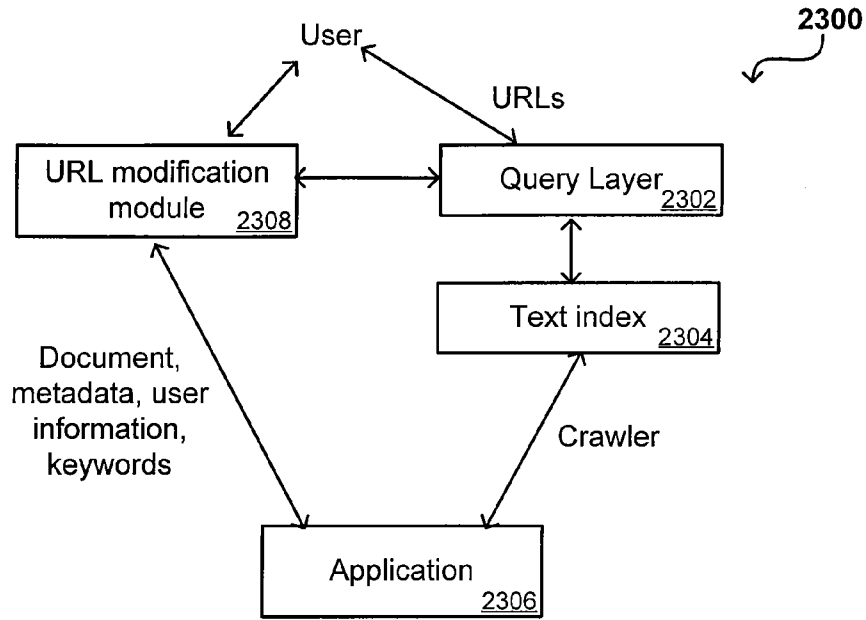 2300
User
URLs
URL modification
module
2308
Query Layer
2302
Text index
2304
Document,
metadata, user
information,
keywords
Crawler
Application
2306